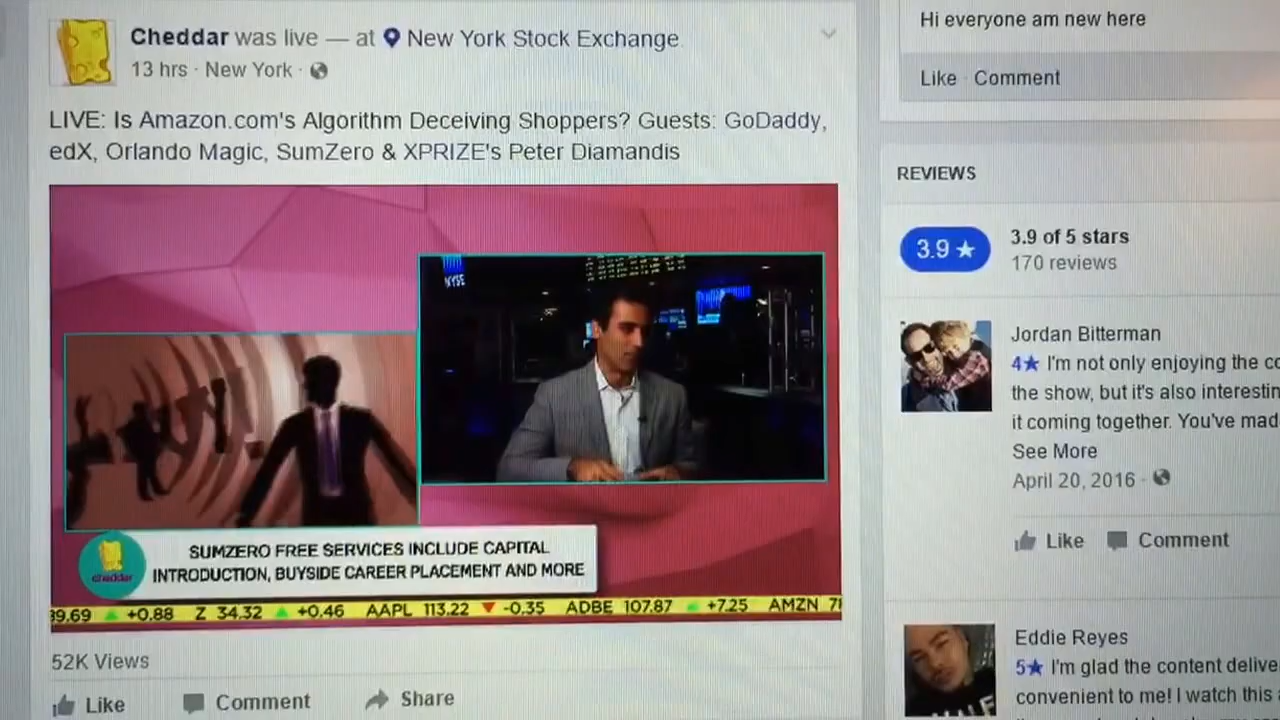 Cheddar was live — at New York Stock Exchange.
13 hrs · New York ·
LIVE: Is Amazon.com's Algorithm Deceiving Shoppers? Guests: GoDaddy,
edX, Orlando Magic, SumZero & XPRIZE's Peter Diamandis
NYSE
SUMZERO FREE SERVICES INCLUDE CAPITAL
INTRODUCTION, BUYSIDE CAREER PLACEMENT AND MORE
cheddar
39.69 +0.88 Z 34.32 +0.46 AAPL 113.22 -0.35 ADBE 107.87 +7.25 AMZN
52K Views
Like Comment Share
Hi everyone am new here
Like · Comment
REVIEWS
3.9 ★ 3.9 of 5 stars
170 reviews
Jordan Bitterman
4★ I'm not only enjoying the
the show, but it's also
it coming together. You've made
See More
April 20, 2016 ·
Like Comment
Eddie Reyes
5★ I'm glad the content
convenient to me! I watch this